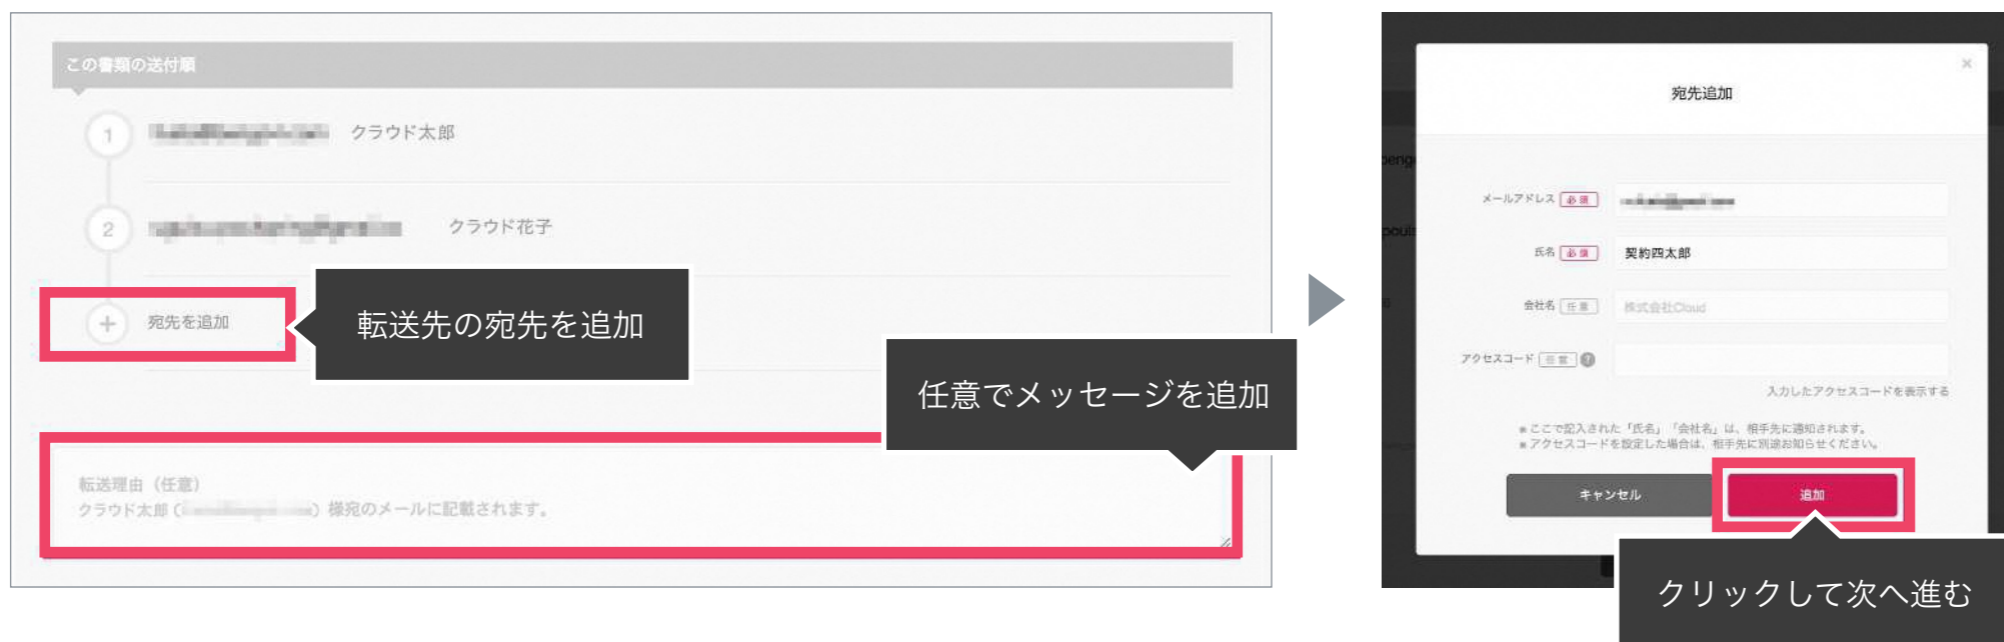 この書類の送付順
1
クラウド太郎
2
クラウド花子
宛先を追加
転送先の宛先を追加
任意でメッセージを追加
転送理由（任意）
クラウド太郎（ ）様宛のメールに記載されます。
宛先追加
メールアドレス 必須
氏名 必須 契約四太郎
会社名 任意 株式会社Cloud
アクセスコード 任意 ?
入力したアクセスコードを表示する
※ここで記入された「氏名」「会社名」は、相手先に通知されます。
※アクセスコードを設定した場合は、相手先に別途お知らせください。
キャンセル 追加
クリックして次へ進む